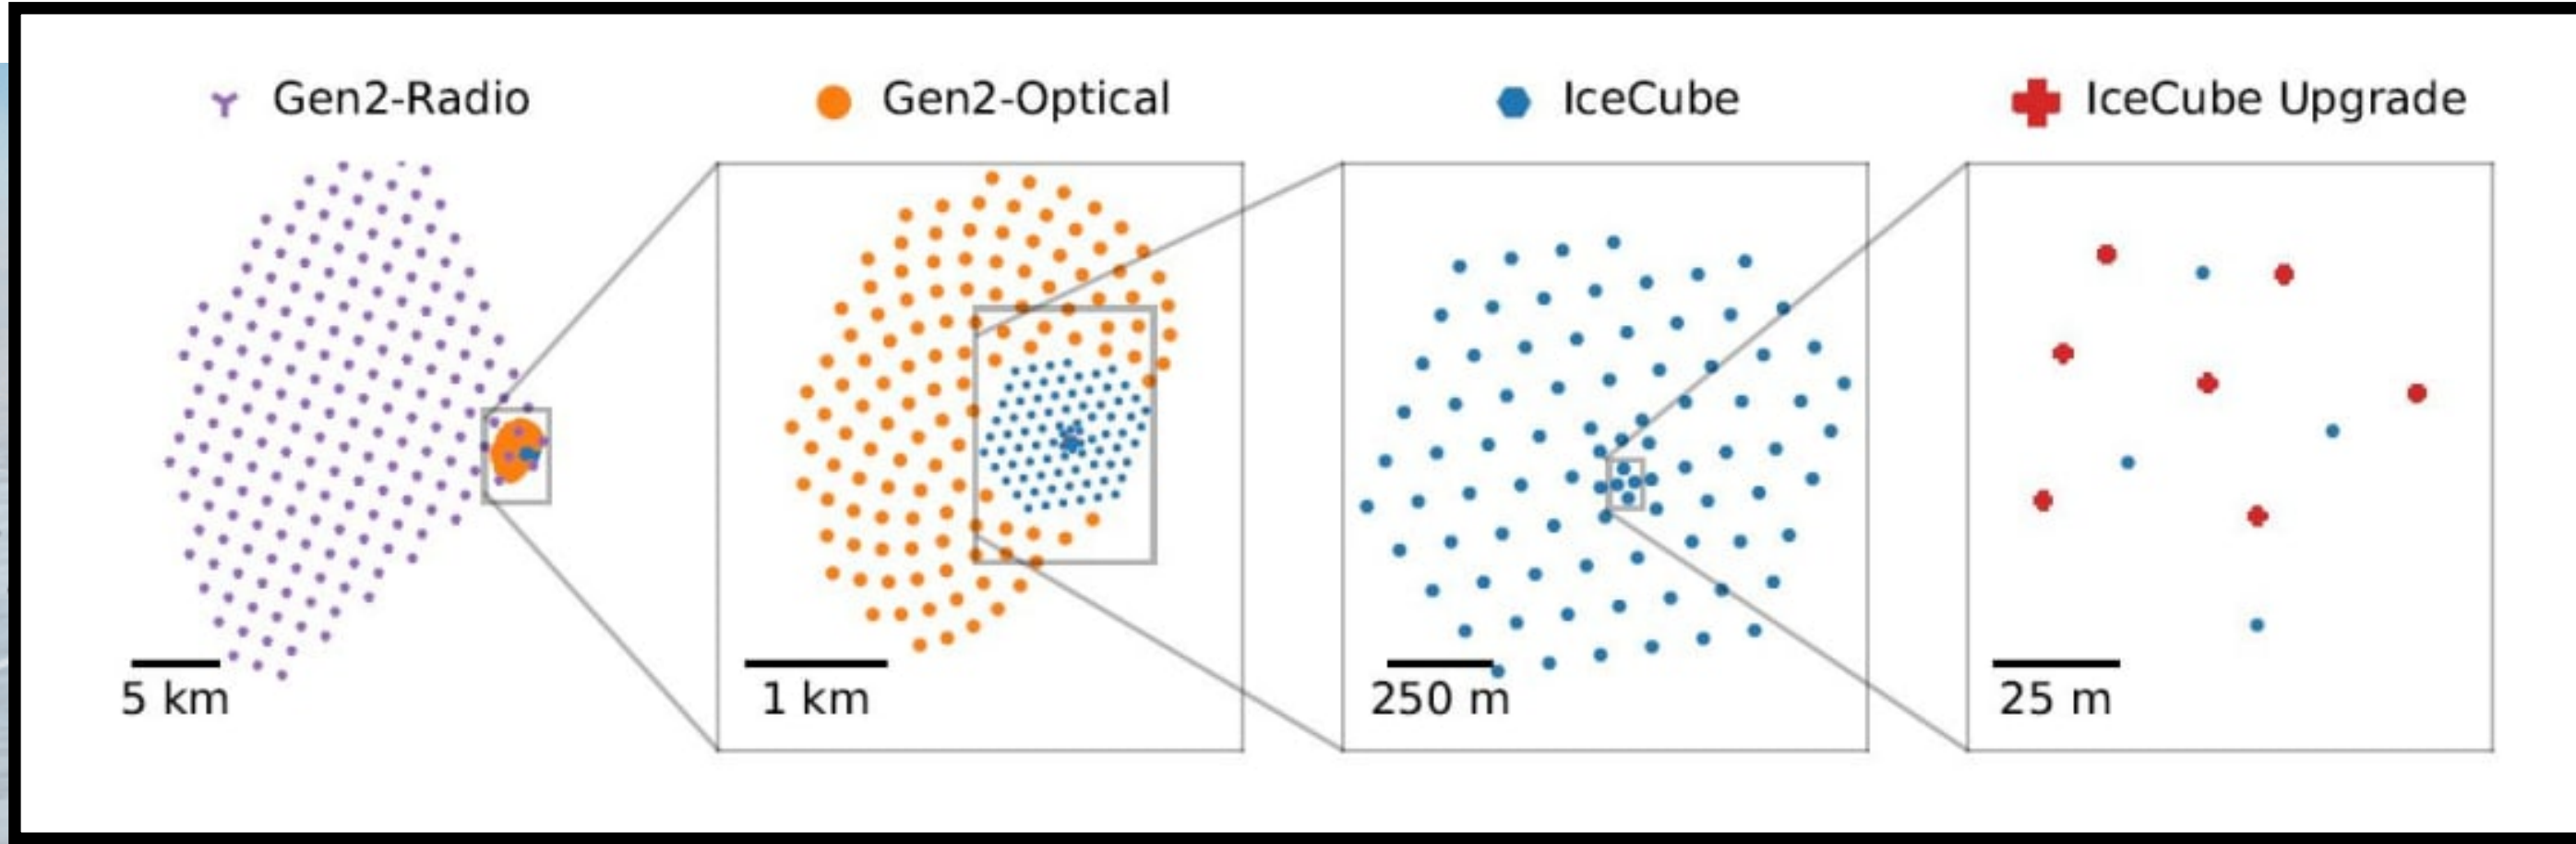 Gen2-Radio
Gen2-Optical
IceCube
IceCube Upgrade
5 km
1 km
250 m
25 m